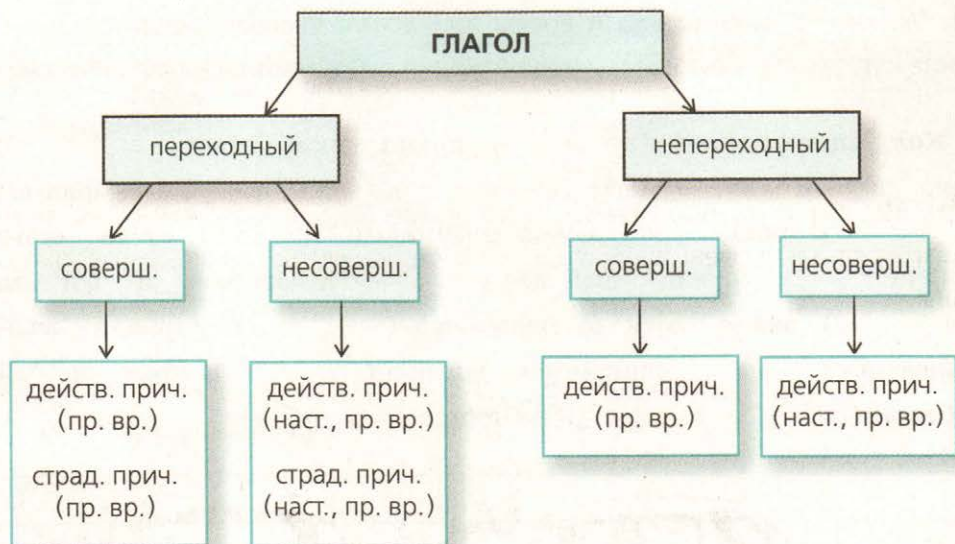 ГЛАГОЛ
переходный
непереходный
соверш.
несоверш.
соверш.
несоверш.
действ. прич.
(пр. вр.)
страд. прич.
(пр. вр.)
действ. прич.
(наст., пр. вр.)
страд. прич.
(наст., пр. вр.)
действ. прич.
(пр. вр.)
действ. прич.
(наст., пр. вр.)